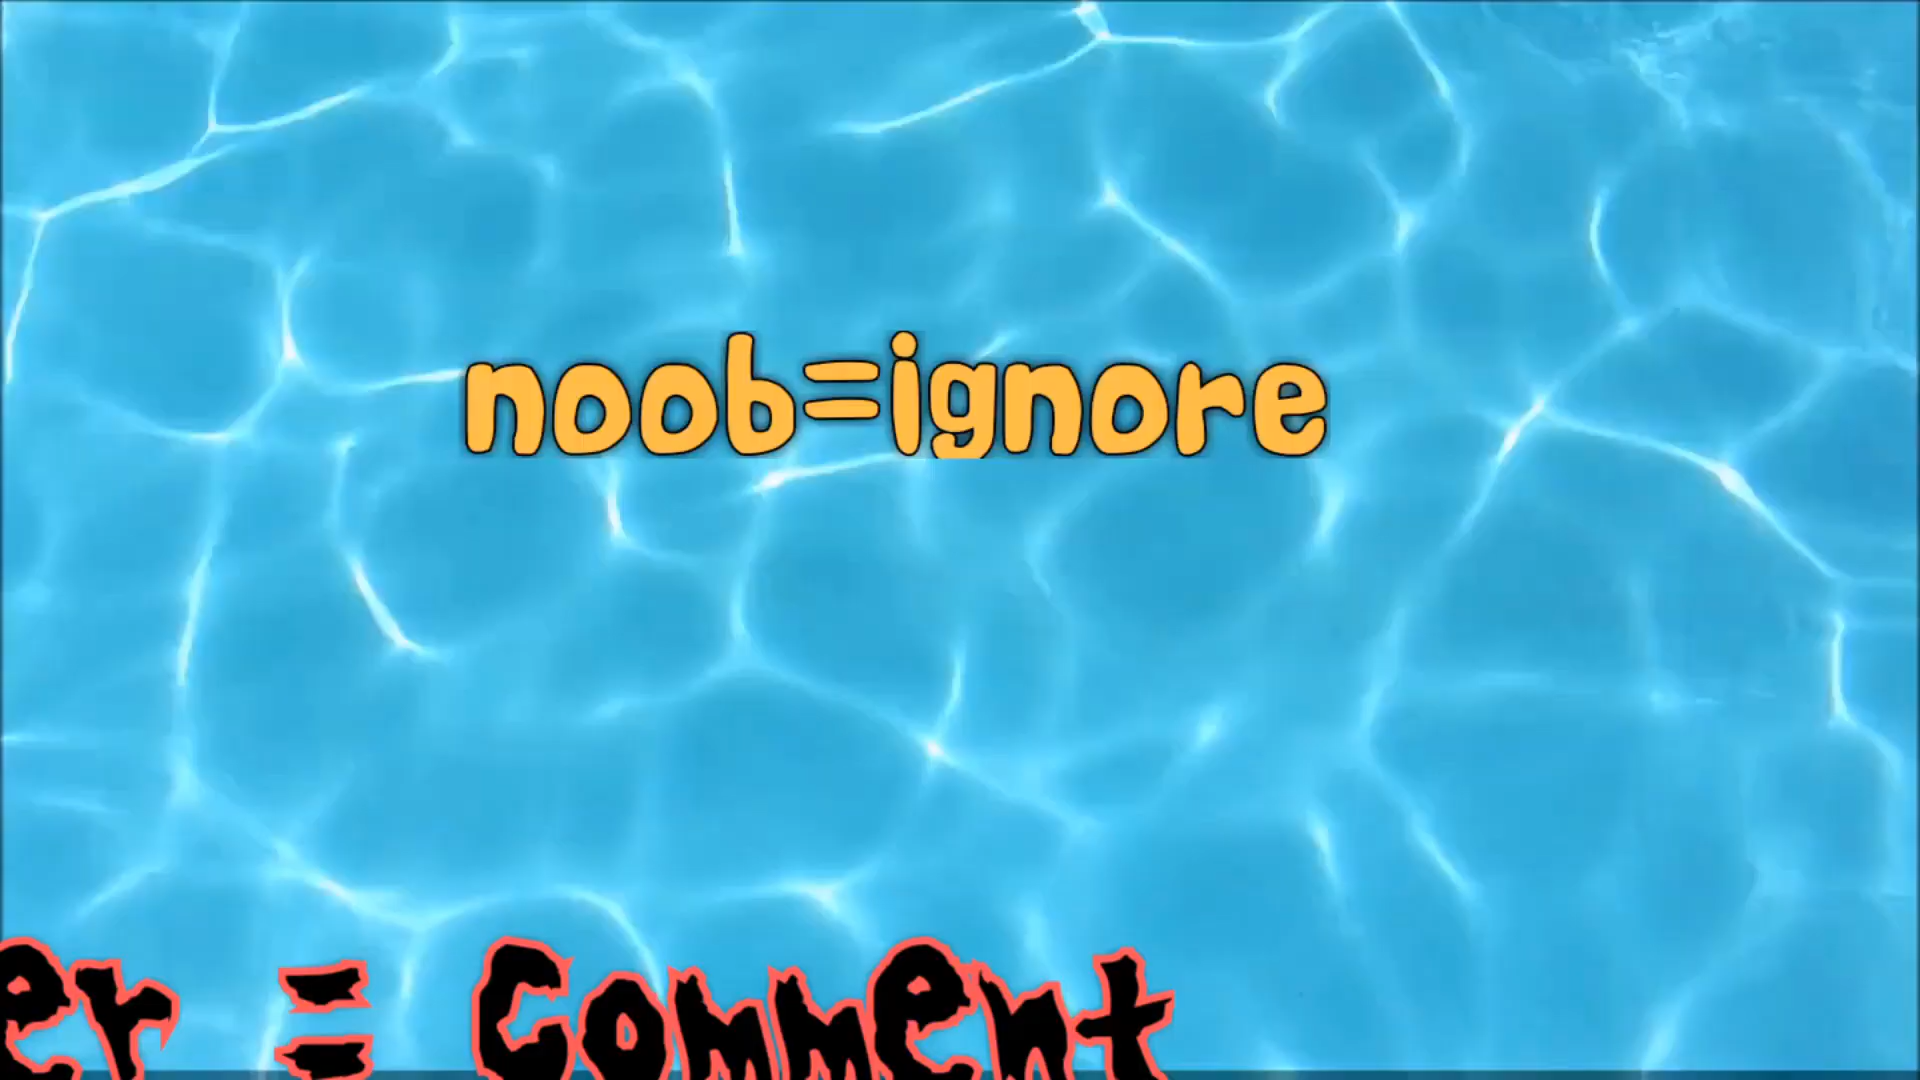 noob=ignore
er = Comment